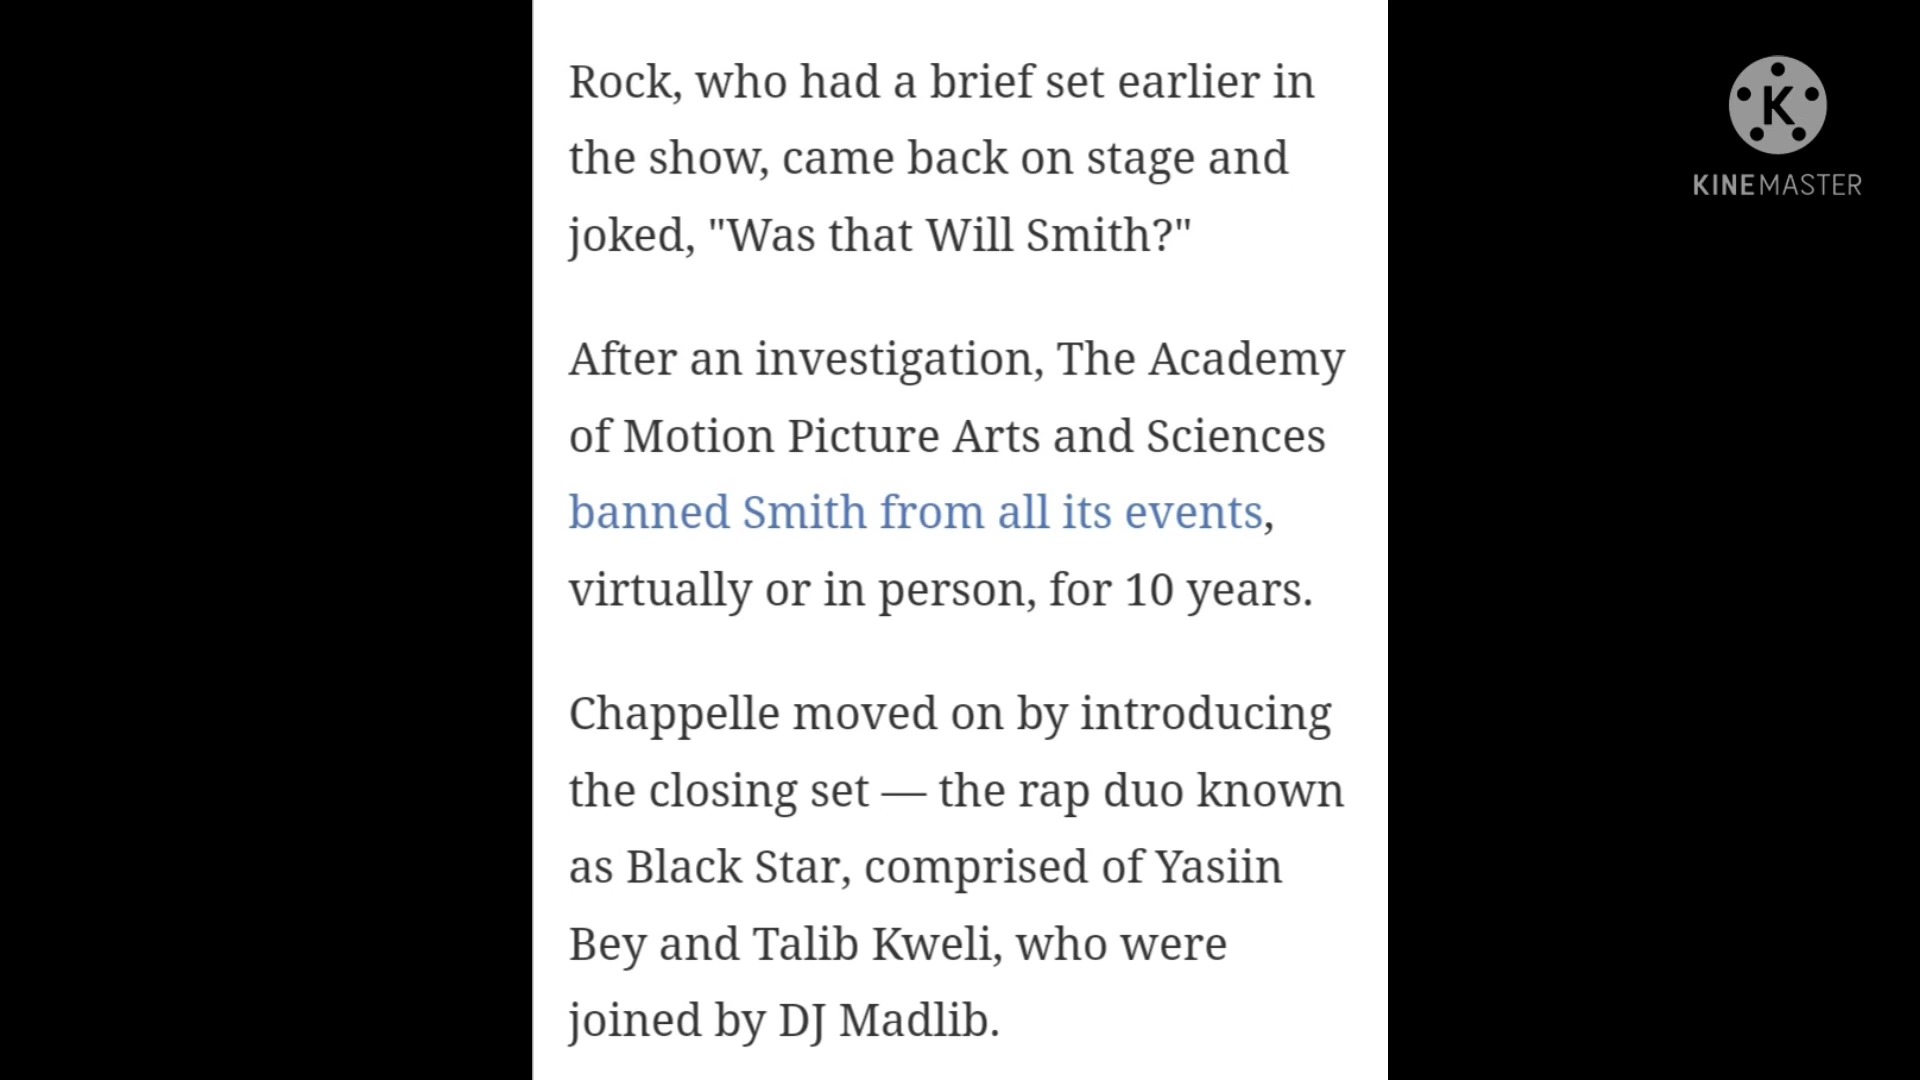 Rock, who had a brief set earlier in
the show, came back on stage and
joked, "Was that Will Smith?"
After an investigation, The Academy
of Motion Picture Arts and Sciences
banned Smith from all its events,
virtually or in person, for 10 years.
Chappelle moved on by introducing
the closing set — the rap duo known
as Black Star, comprised of Yasiin
Bey and Talib Kweli, who were
joined by DJ Madlib.
K
KINEMASTER